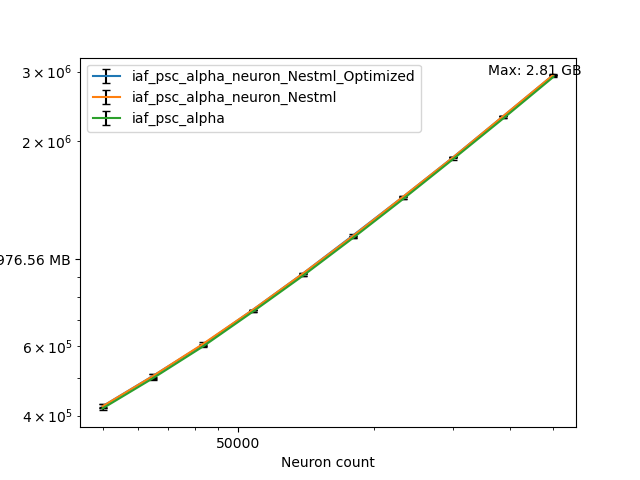 3 × 10⁶
Max: 2.81 GB
iaf_psc_alpha_neuron_Nestml_Optimized
iaf_psc_alpha_neuron_Nestml
iaf_psc_alpha
2 × 10⁶
976.56 MB
6 × 10⁵
4 × 10⁵
50000
Neuron count